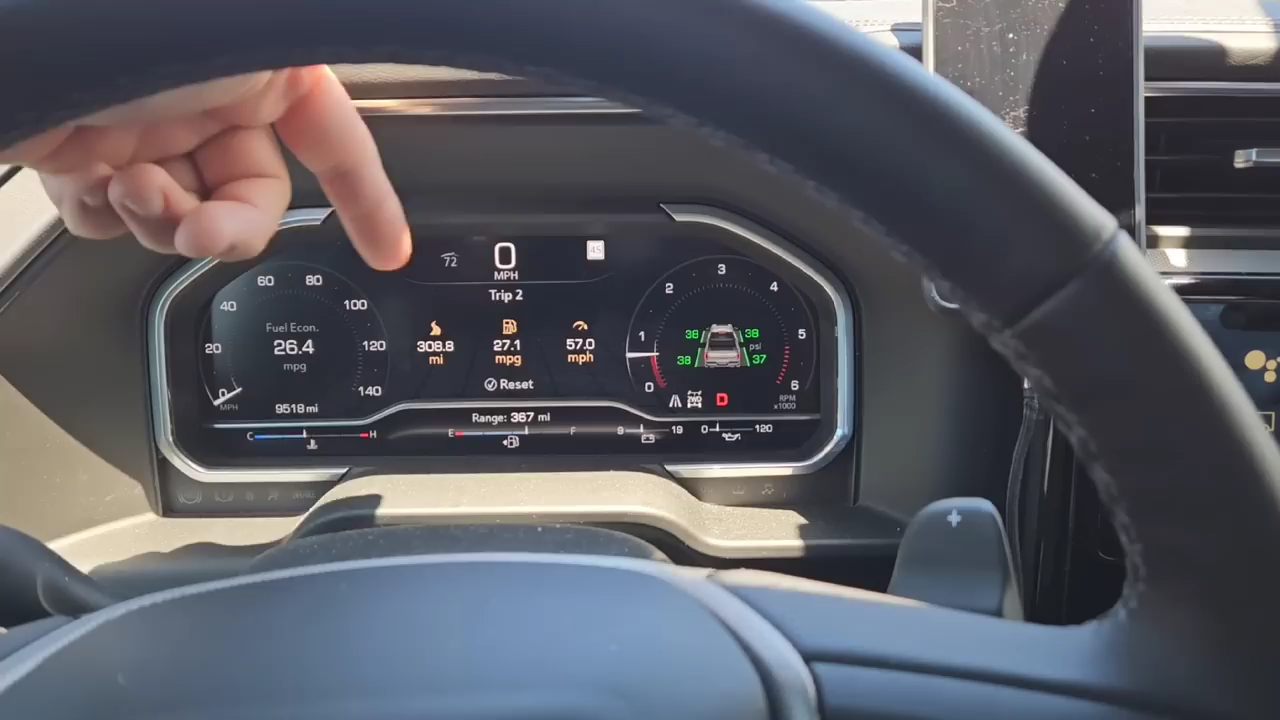 72
0
MPH
45
Trip 2
308.8
mi
27.1
mpg
57.0
mph
Reset
Range: 367 mi
0
20
40
60
80
100
120
140
MPH
Fuel Econ.
26.4
mpg
9518 mi
0
1
2
3
4
5
6
RPM
x1000
38
38
psi
38
37
2WD
D
C
H
E
F
19
0
120
+